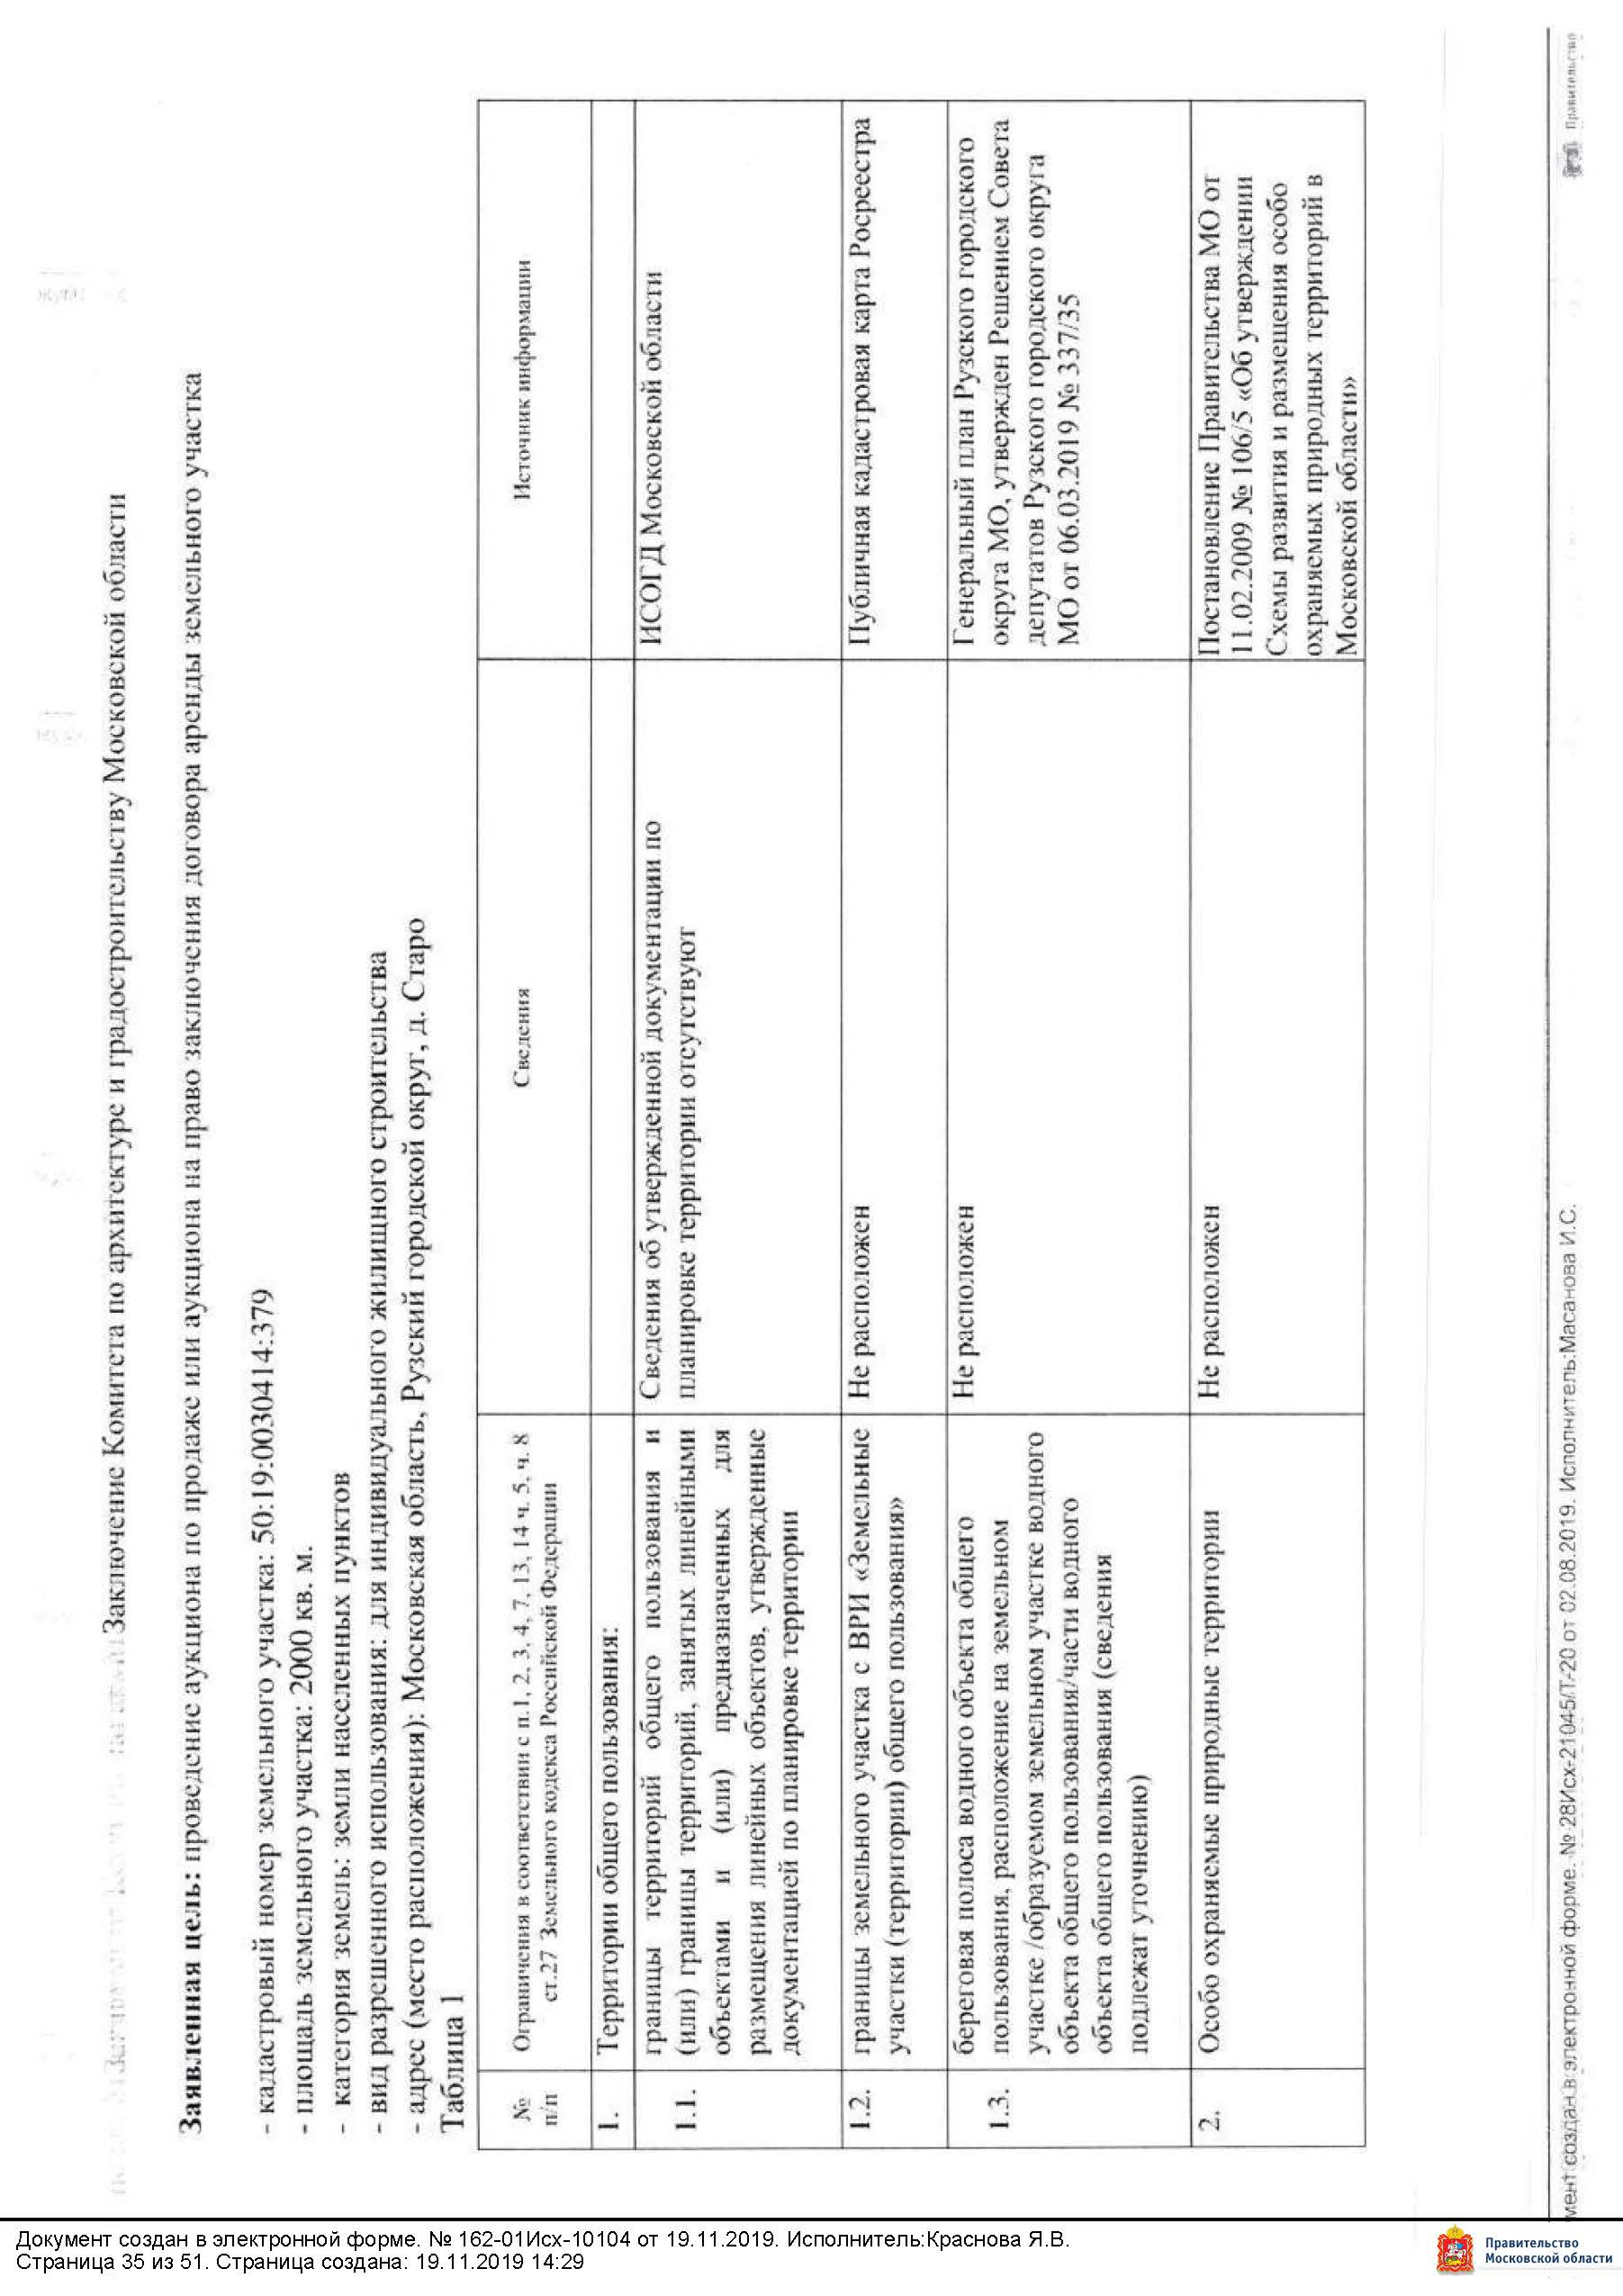 Заключение Комитета по архитектуре и градостроительству Московской области
Заявленная цель: проведение аукциона по продаже или аукциона на право заключения договора аренды земельного участка
- кадастровый номер земельного участка: 50:19:0030414:379
- площадь земельного участка: 2000 кв. м.
- категория земель: земли населенных пунктов
- вид разрешенного использования: для индивидуального жилищного строительства
- адрес (место расположения): Московская область, Рузский городской округ, д. Старо
Таблица 1
№
п/п
Ограничения в соответствии с п.1, 2, 3, 4, 7, 13, 14 ч. 5, ч. 8
ст.27 Земельного кодекса Российской Федерации
Сведения
Источник информации
1.
Территории общего пользования:
1.1.
границы территорий общего пользования и
(или) границы территорий, занятых линейными
объектами и (или) предназначенных для
размещения линейных объектов, утвержденные
документацией по планировке территории
Сведения об утвержденной документации по
планировке территории отсутствуют
ИСОГД Московской области
1.2.
границы земельного участка с ВРИ «Земельные
участки (территории) общего пользования»
Не расположен
Публичная кадастровая карта Росреестра
1.3.
береговая полоса водного объекта общего
пользования, расположение на земельном
участке /образуемом земельном участке водного
объекта общего пользования/части водного
объекта общего пользования (сведения
подлежат уточнению)
Не расположен
Генеральный план Рузского городского
округа МО, утвержден Решением Совета
депутатов Рузского городского округа
МО от 06.03.2019 № 337/35
2.
Особо охраняемые природные территории
Не расположен
Постановление Правительства МО от
11.02.2009 № 106/5 «Об утверждении
Схемы развития и размещения особо
охраняемых природных территорий в
Московской области»
мент создан в электронной форме. № 28Исх-21045/Т-20 от 02.08.2019. Исполнитель:Масанова И.С.
Правительство
Документ создан в электронной форме. № 162-01Исх-10104 от 19.11.2019. Исполнитель:Краснова Я.В.
Страница 35 из 51. Страница создана: 19.11.2019 14:29
Правительство
Московской области